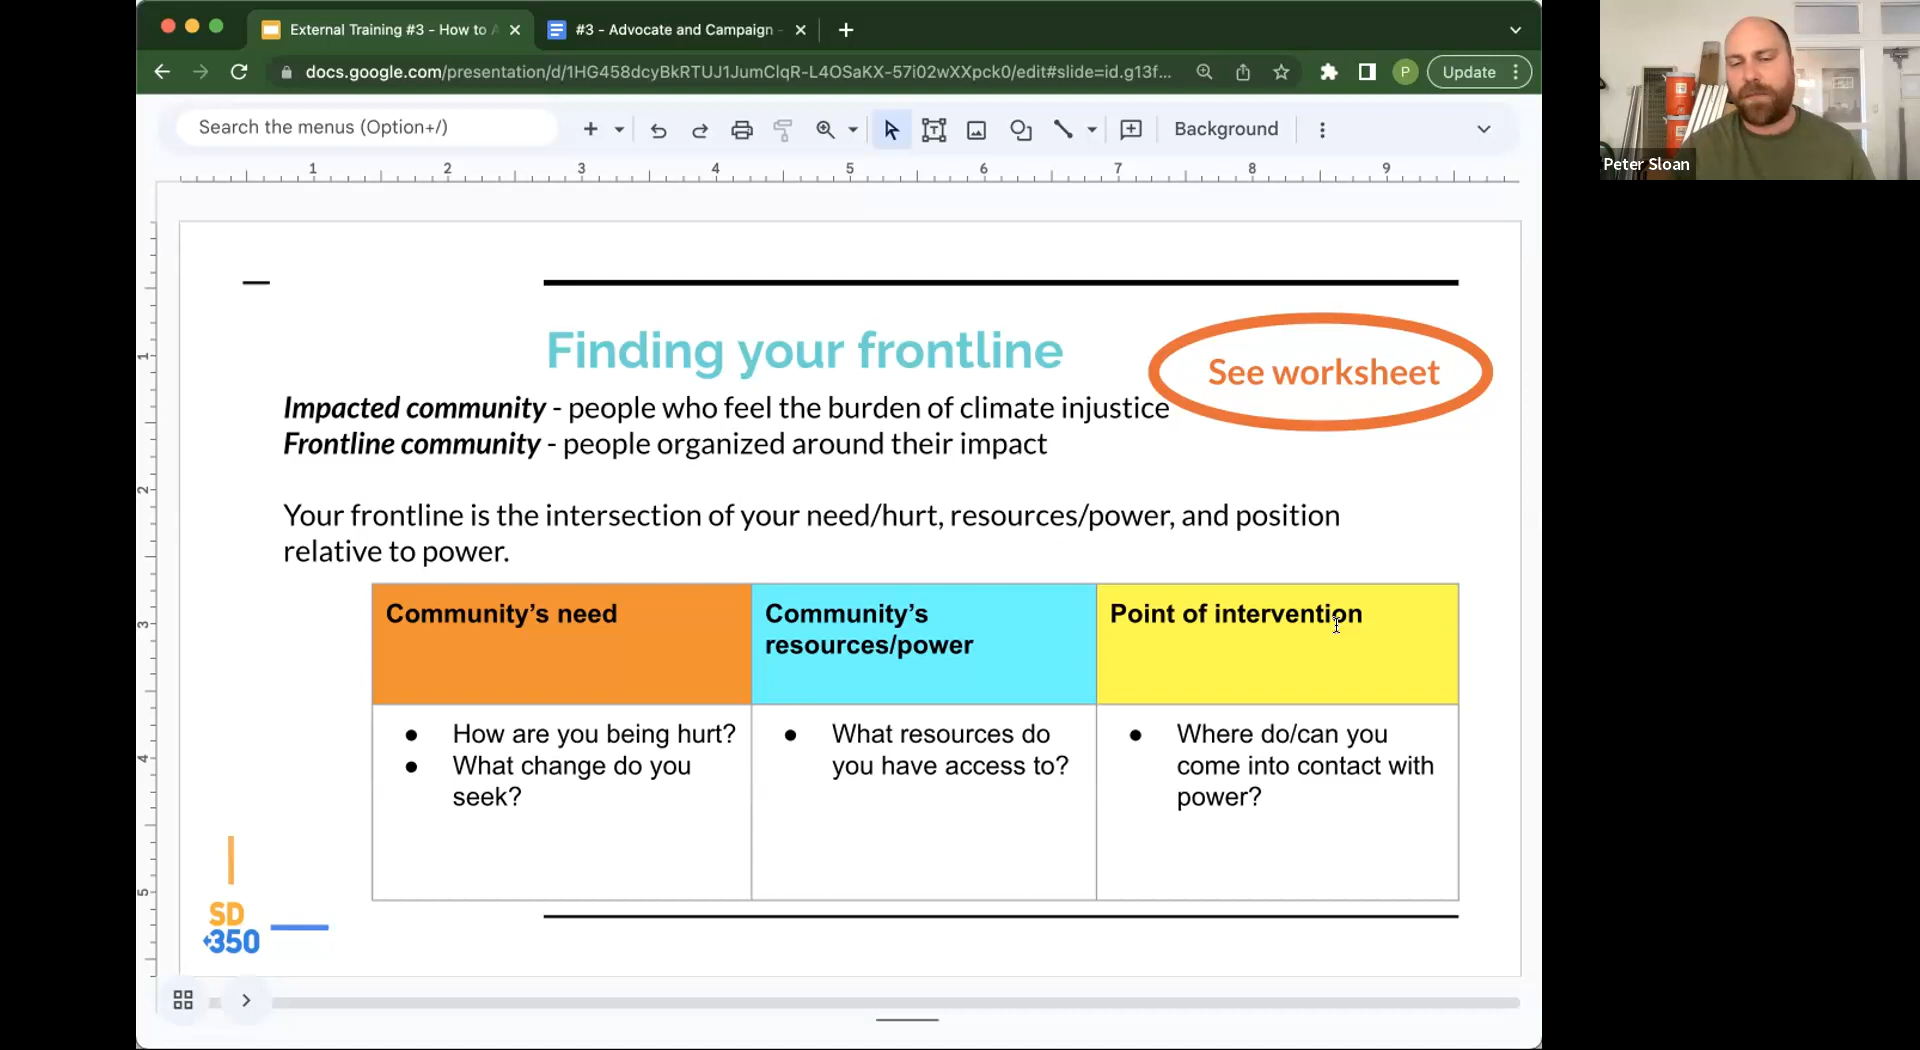 External Training #3 - How to A
#3 - Advocate and Campaign -
docs.google.com/presentation/d/1HG458dcyBkRTUJ1JumClqR-L4OSaKX-57i02wXXpck0/edit#slide=id.g13f...
P
Update
Search the menus (Option+/)
Background
1 2 3 4 5 6 7 8 9
Peter Sloan
Finding your frontline
See worksheet
Impacted community - people who feel the burden of climate injustice
Frontline community - people organized around their impact
Your frontline is the intersection of your need/hurt, resources/power, and position
relative to power.
Community’s need
Community’s
resources/power
Point of intervention
● How are you being hurt?
● What change do you
seek?
● What resources do
you have access to?
● Where do/can you
come into contact with
power?
1
2
3
4
5
SD
350